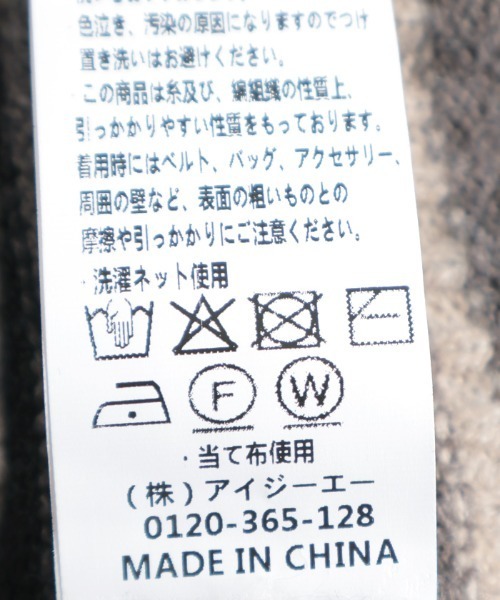 色泣き、汚染の原因になりますのでつけ
置き洗いはお避けください。
・この商品は糸及び、編組織の性質上、
引っかかりやすい性質をもっております。
着用時にはベルト、バッグ、アクセサリー、
周囲の壁など、表面の粗いものとの
摩擦や引っかかりにご注意ください。
・洗濯ネット使用
F W
・当て布使用
(株)アイジーエー
0120-365-128
MADE IN CHINA